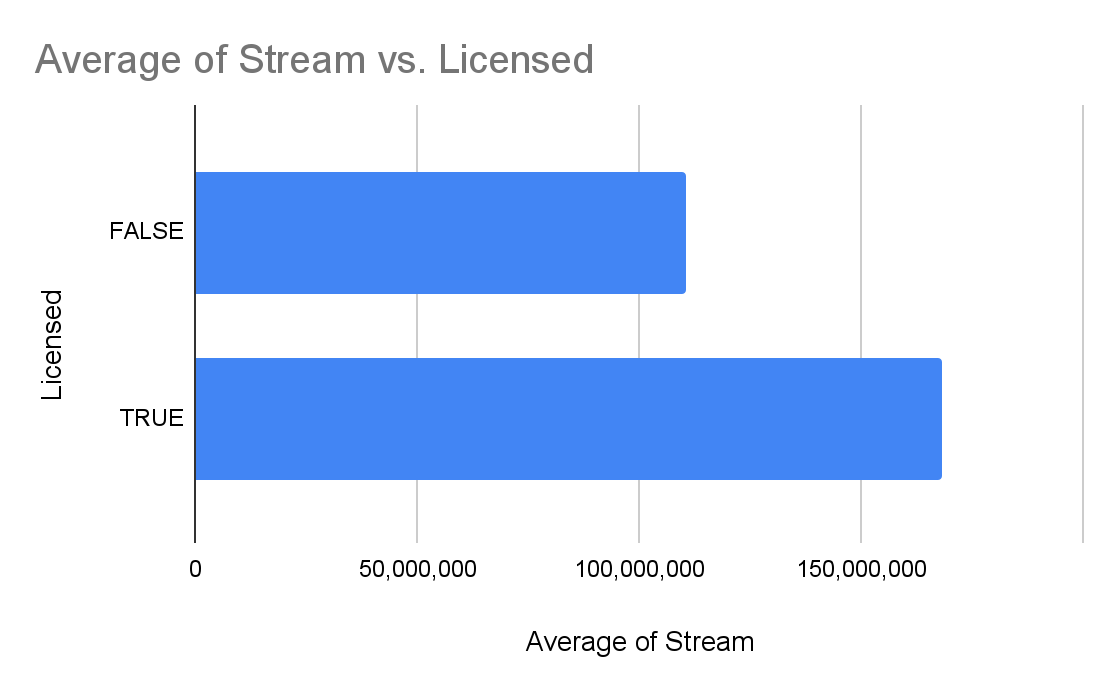 Average of Stream vs. Licensed
Licensed
FALSE
TRUE
0
50,000,000
100,000,000
150,000,000
Average of Stream